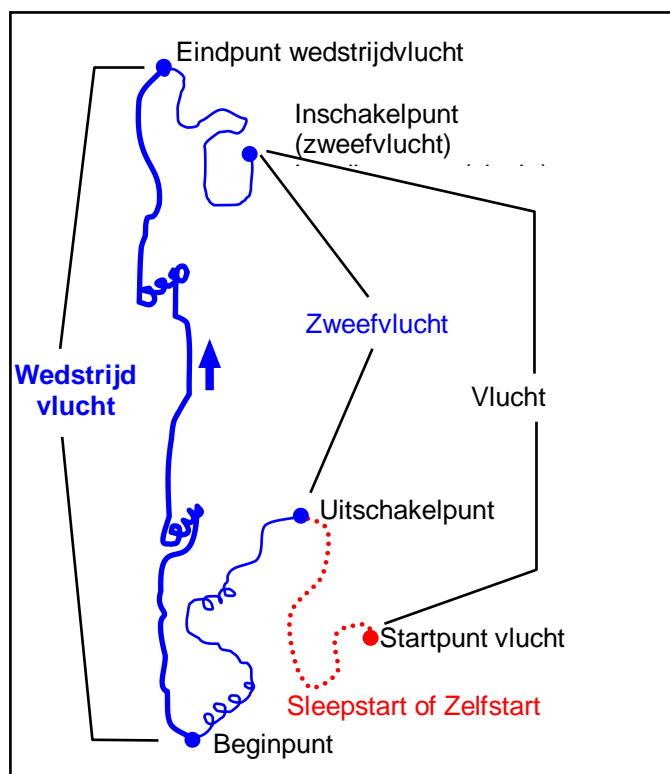 Eindpunt wedstrijdvlucht
Inschakelpunt
(zweefvlucht)
Zweefvlucht
Wedstrijd
vlucht
Vlucht
Uitschakelpunt
Startpunt vlucht
Sleepstart of Zelfstart
Beginpunt